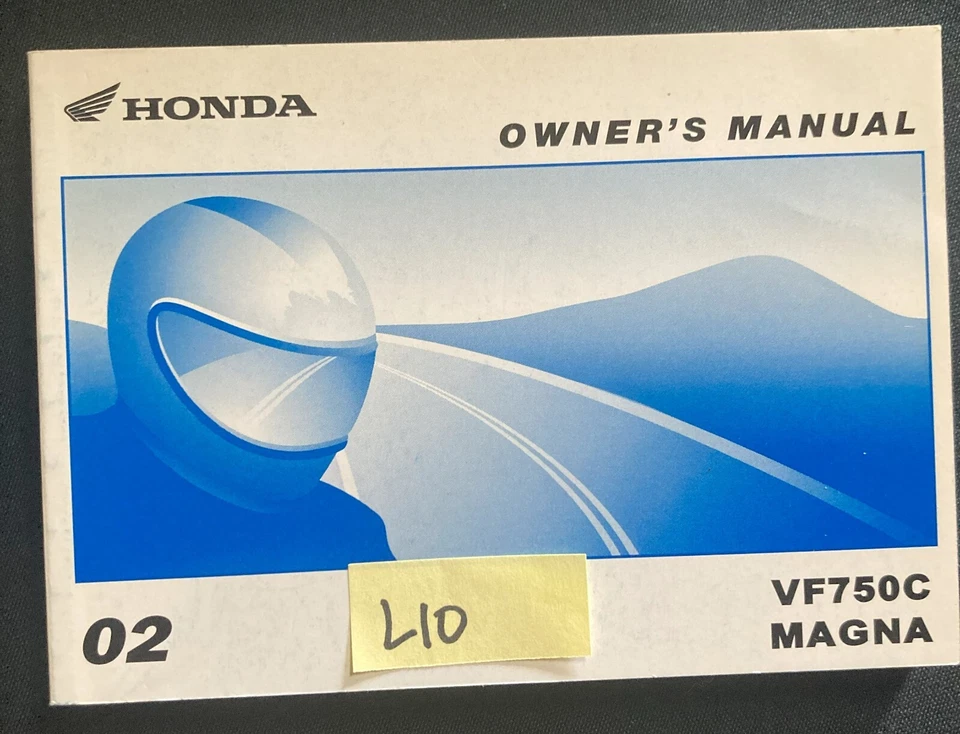 HONDA
OWNER'S MANUAL
VF750C
MAGNA
02
L10